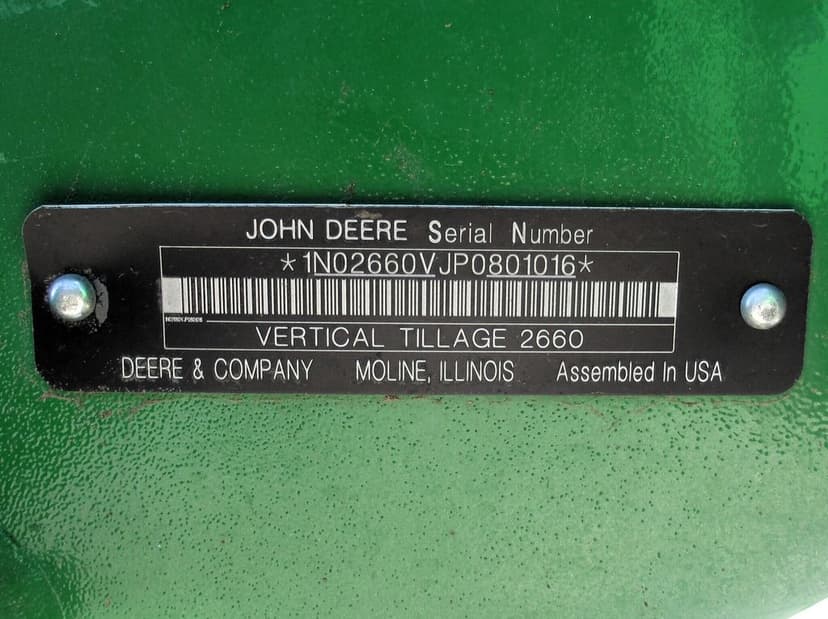 JOHN DEERE Serial Number
*1N02660VJP0801016*
VERTICAL TILLAGE 2660
DEERE & COMPANY MOLINE, ILLINOIS Assembled In USA